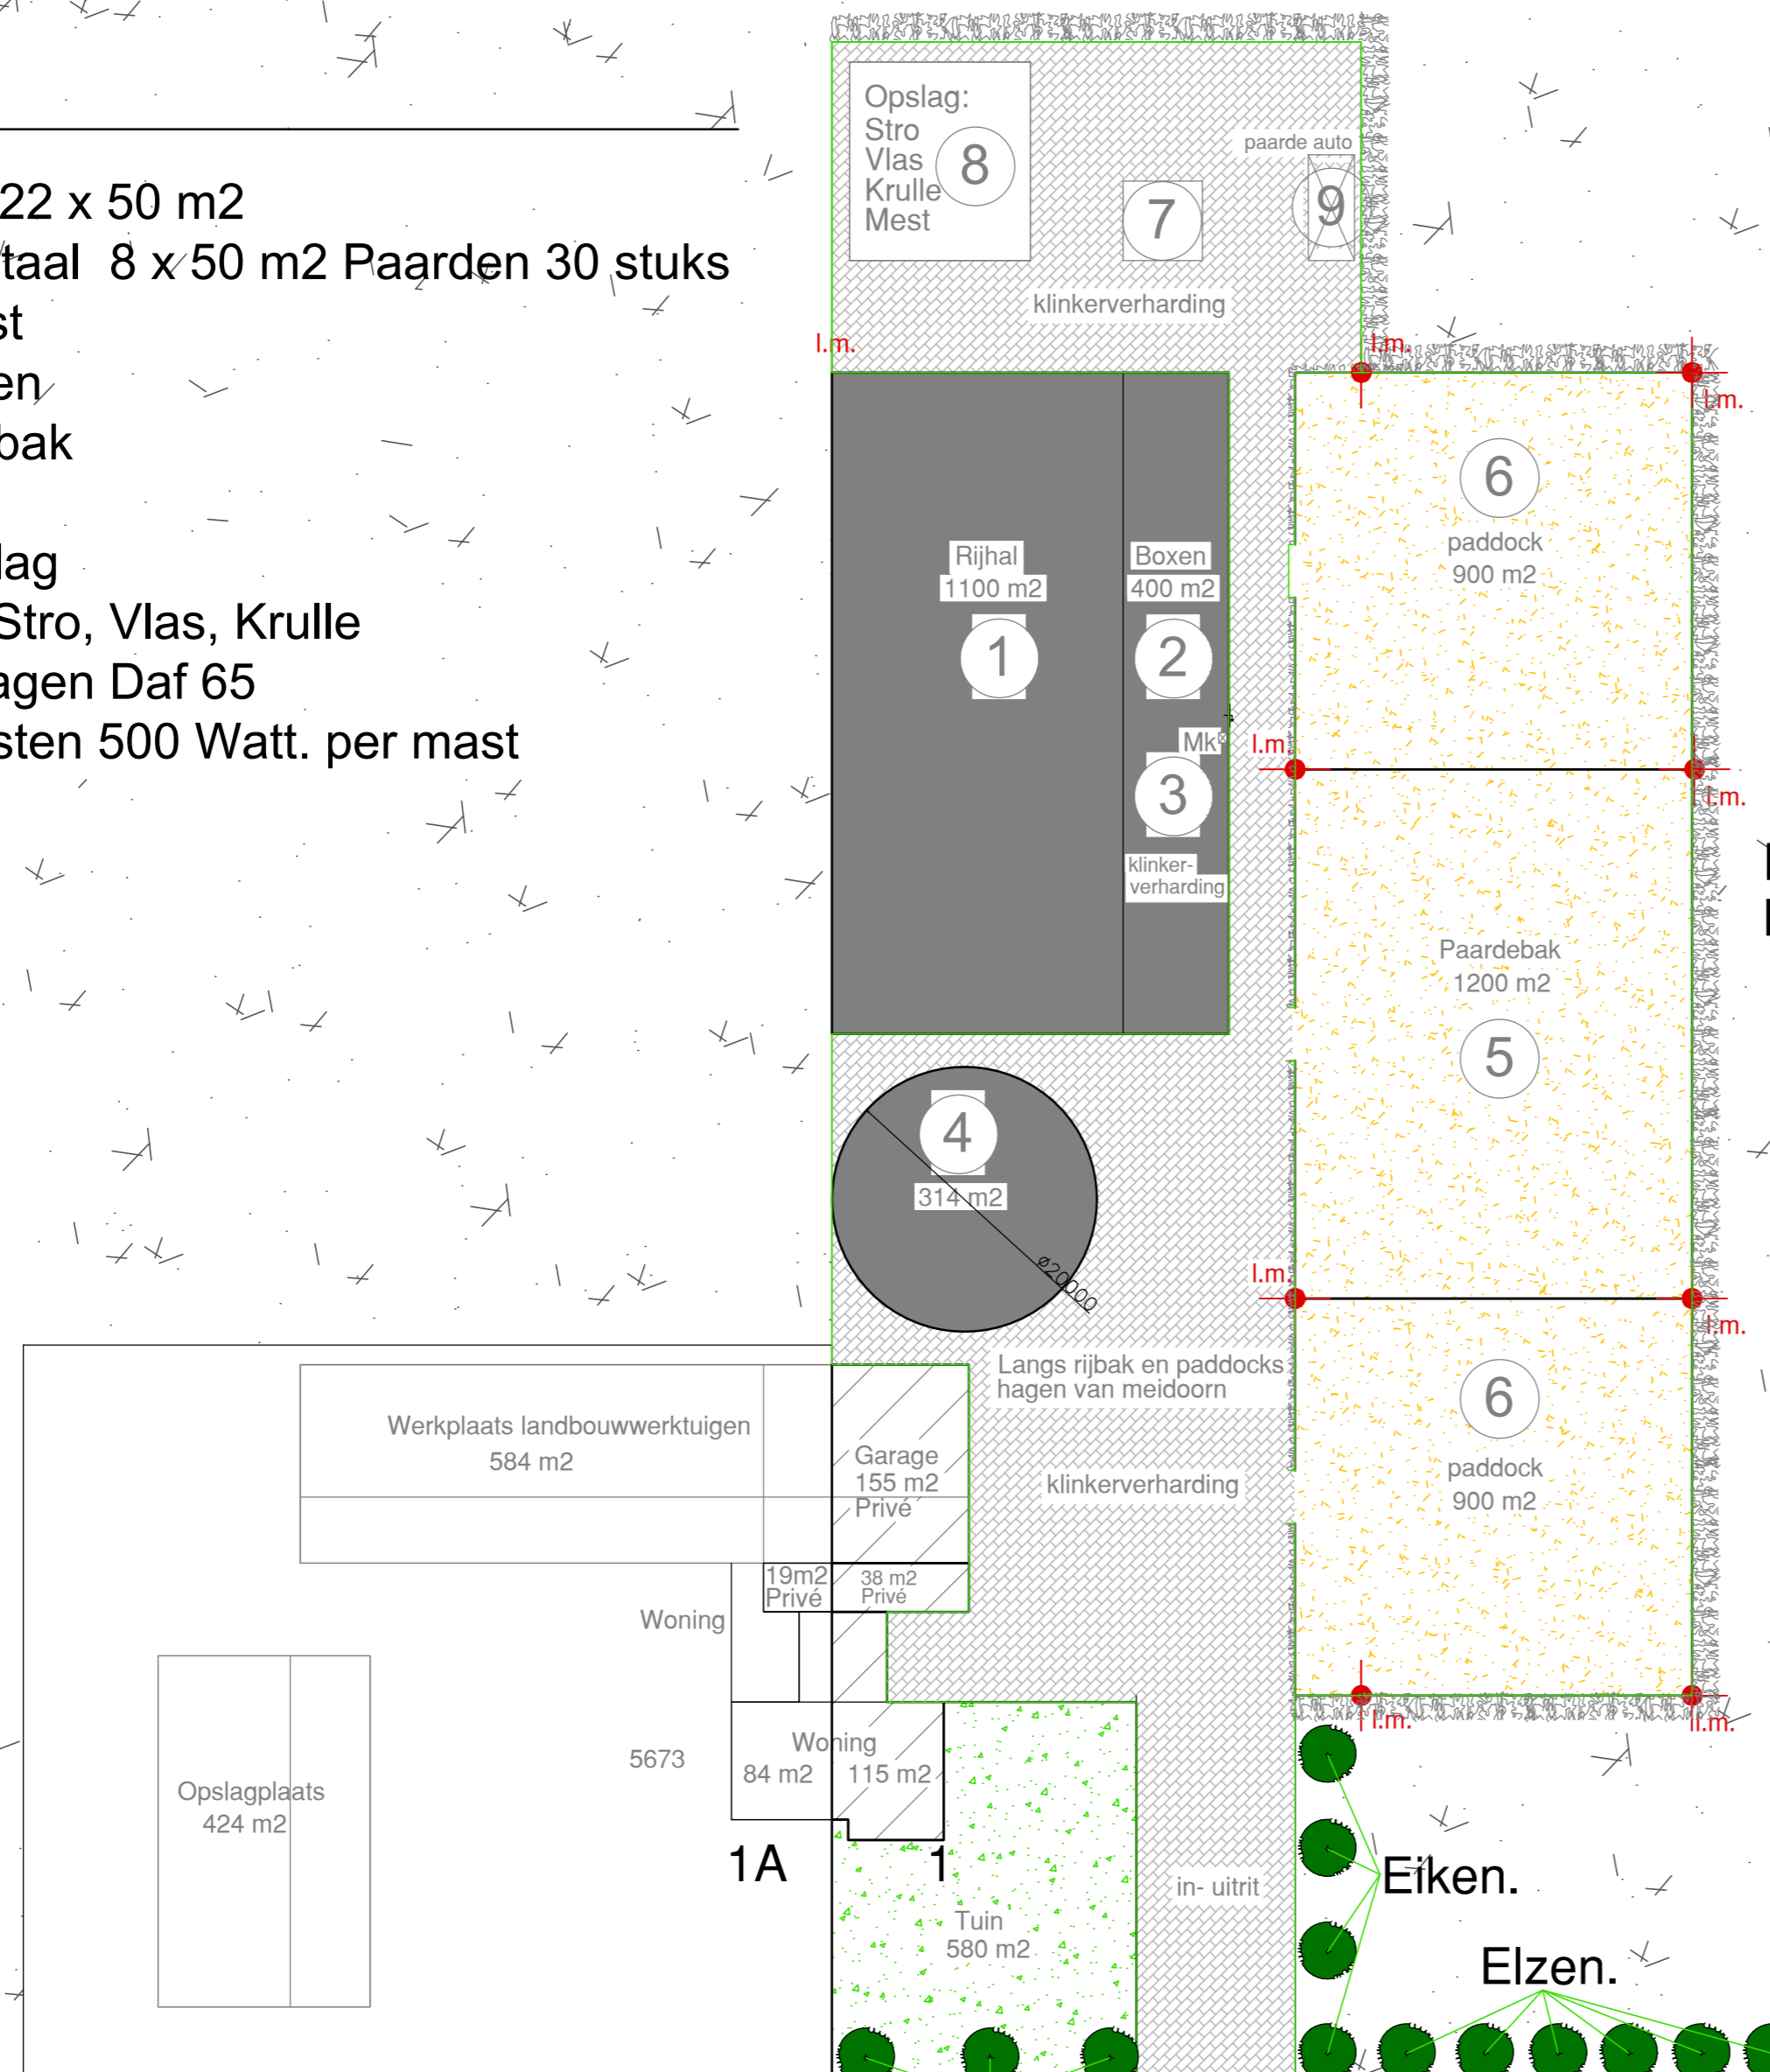 22 x 50 m2
taal 8 x 50 m2 Paarden 30 stuks
st
en
bak
lag
Stro, Vlas, Krulle
agen Daf 65
sten 500 Watt. per mast
Opslag:
Stro
Vlas
Krulle
Mest
8
7
paarde auto
9
klinkerverharding
l.m.
l.m.
l.m.
Rijhal
1100 m2
1
Boxen
400 m2
2
Mk
3
klinker-
verharding
6
paddock
900 m2
l.m.
l.m.
Paardebak
1200 m2
5
4
314 m2
ø20000
l.m.
l.m.
Langs rijbak en paddocks
hagen van meidoorn
klinkerverharding
6
paddock
900 m2
l.m.
l.m.
Werkplaats landbouwwerktuigen
584 m2
Garage
155 m2
Privé
19m2
Privé
38 m2
Privé
Woning
Woning
84 m2
115 m2
5673
Opslagplaats
424 m2
1A
1
in- uitrit
Tuin
580 m2
Eiken.
Elzen.